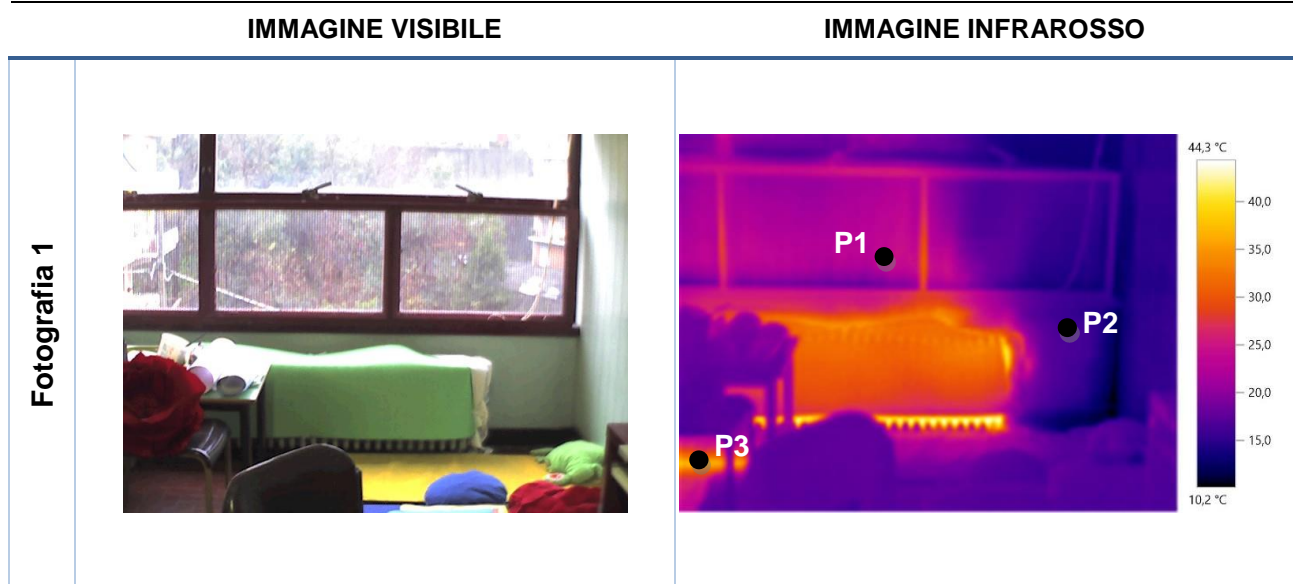 IMMAGINE VISIBILE
IMMAGINE INFRAROSSO
Fotografia 1
P1
P2
P3
44,3 °C
40,0
35,0
30,0
25,0
20,0
15,0
10,2 °C